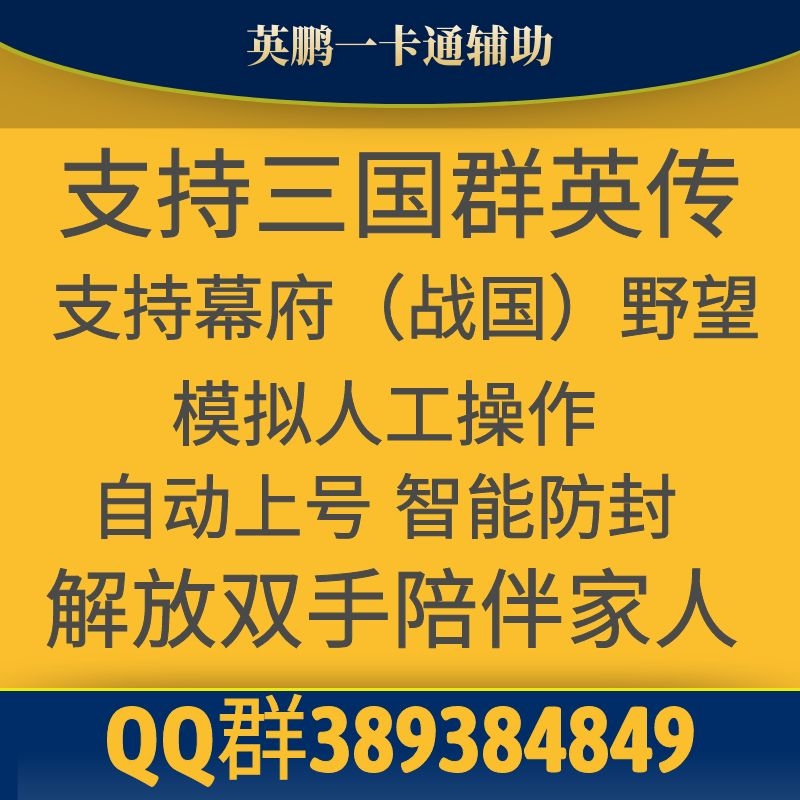 英鹏一卡通辅助
支持三国群英传
支持幕府（战国）野望
模拟人工操作
自动上号 智能防封
解放双手陪伴家人
QQ群389384849